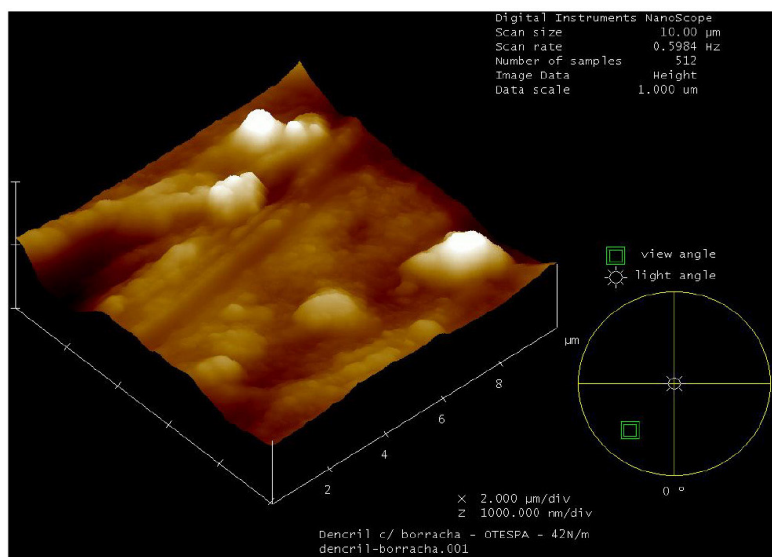 Digital Instruments NanoScope
Scan size 10.00 µm
Scan rate 0.5984 Hz
Number of samples 512
Image Data Height
Data scale 1.000 um
view angle
light angle
µm
8
6
4
2
0 º
X 2.000 µm/div
Z 1000.000 nm/div
Dencril c/ borracha - OTESPA - 42N/m
dencril-borracha.001